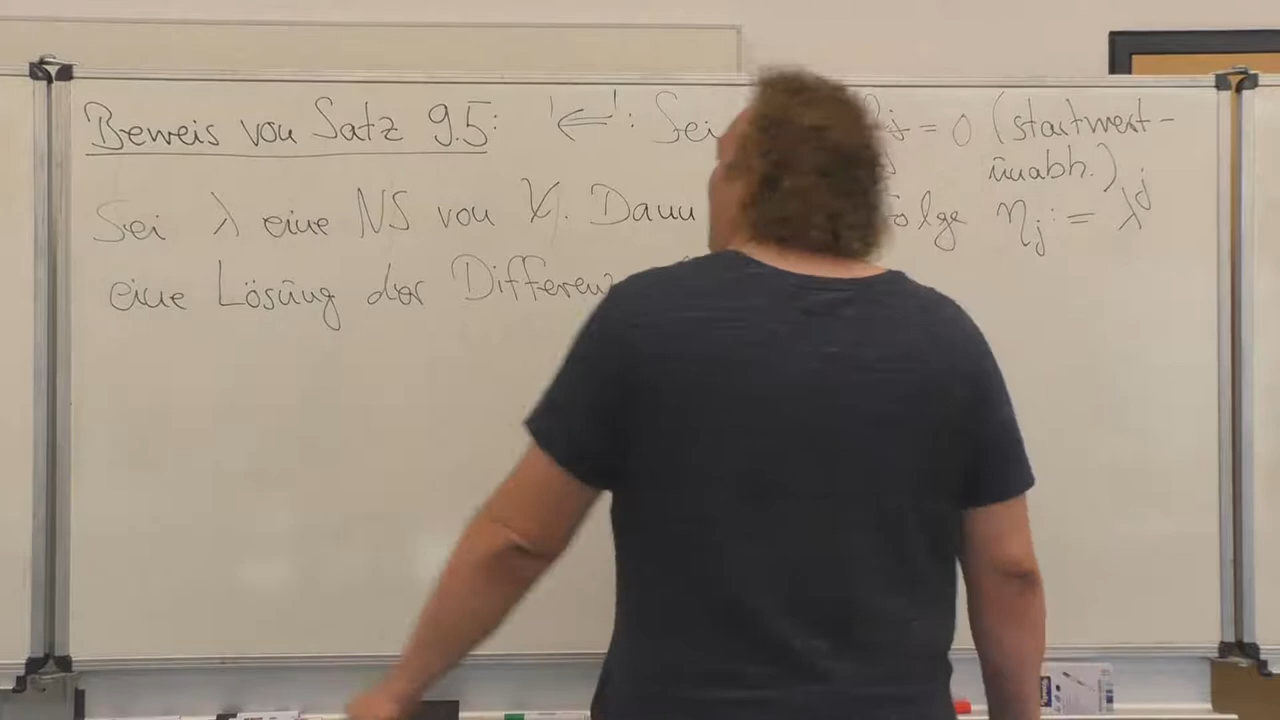 Beweis von Satz 9.5: '⇐': Sei = 0 (startwert-
unabh.)
Sei λ eine NS von ψ. Dann folge ηⱼ := λʲ
eine Lösung der Differenz